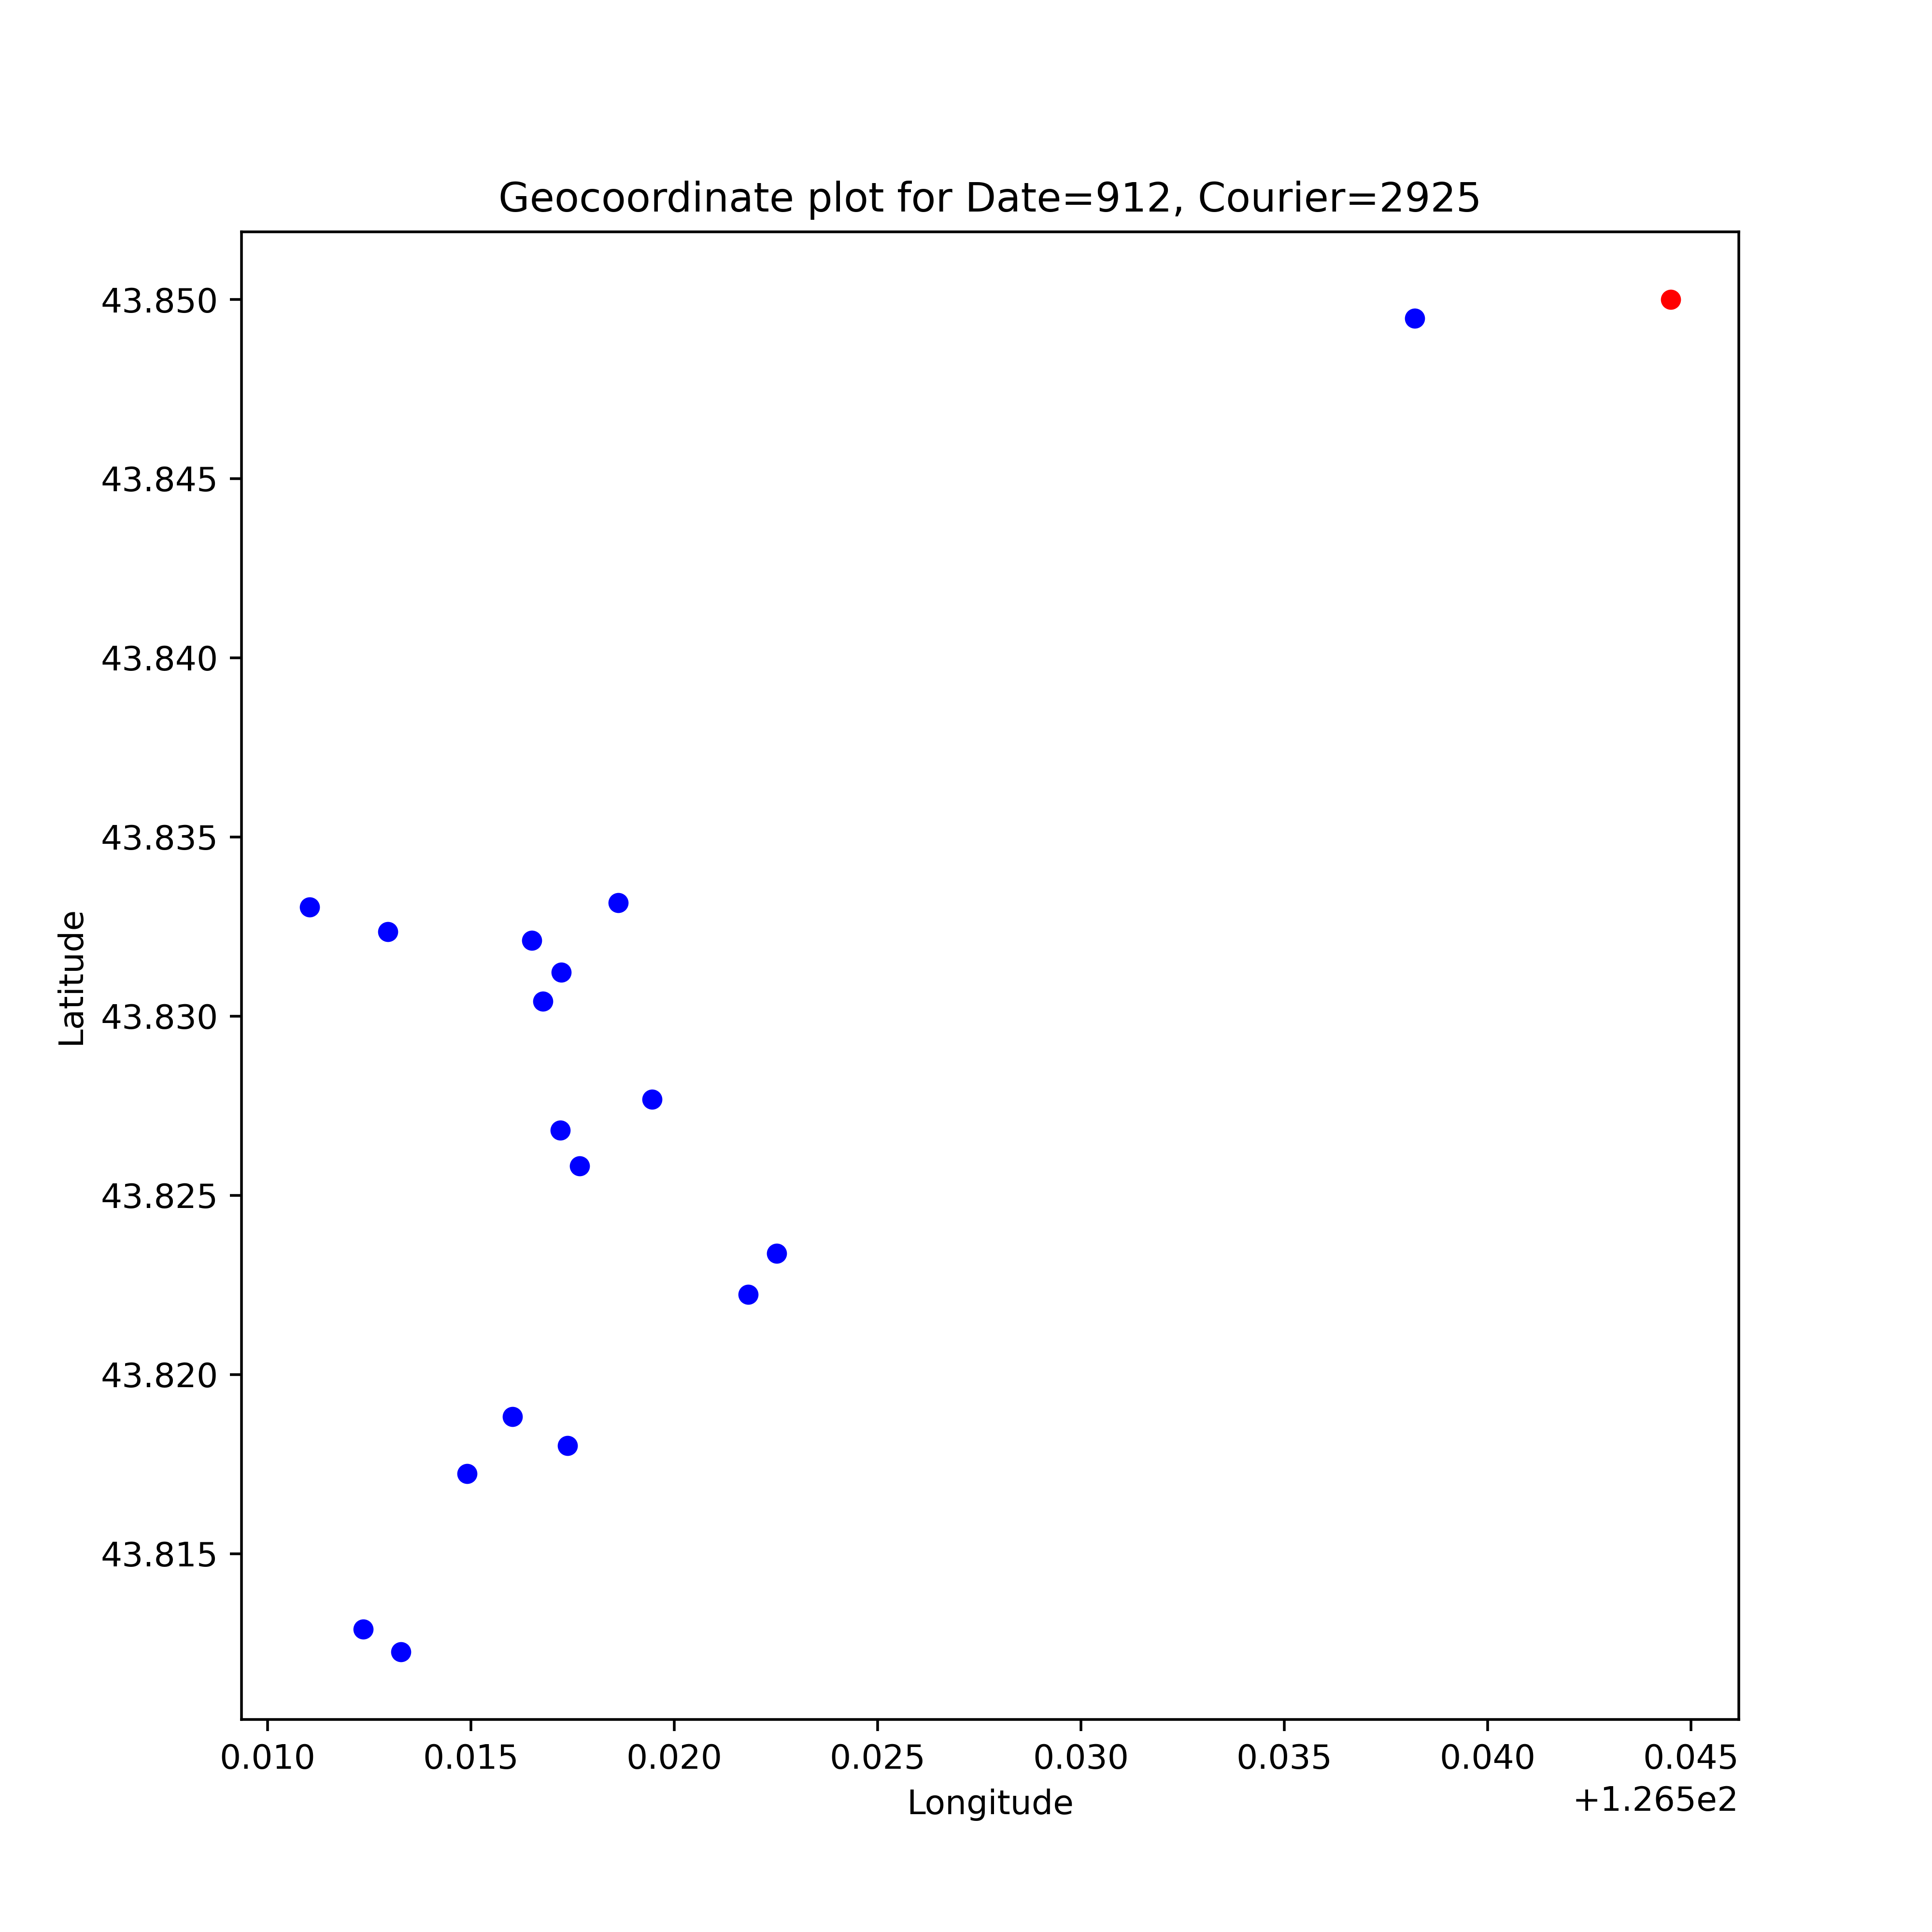 Geocoordinate plot for Date=912, Courier=2925
43.850
43.845
43.840
43.835
43.830
43.825
43.820
43.815
Latitude
0.010 0.015 0.020 0.025 0.030 0.035 0.040 0.045
+1.265e2
Longitude